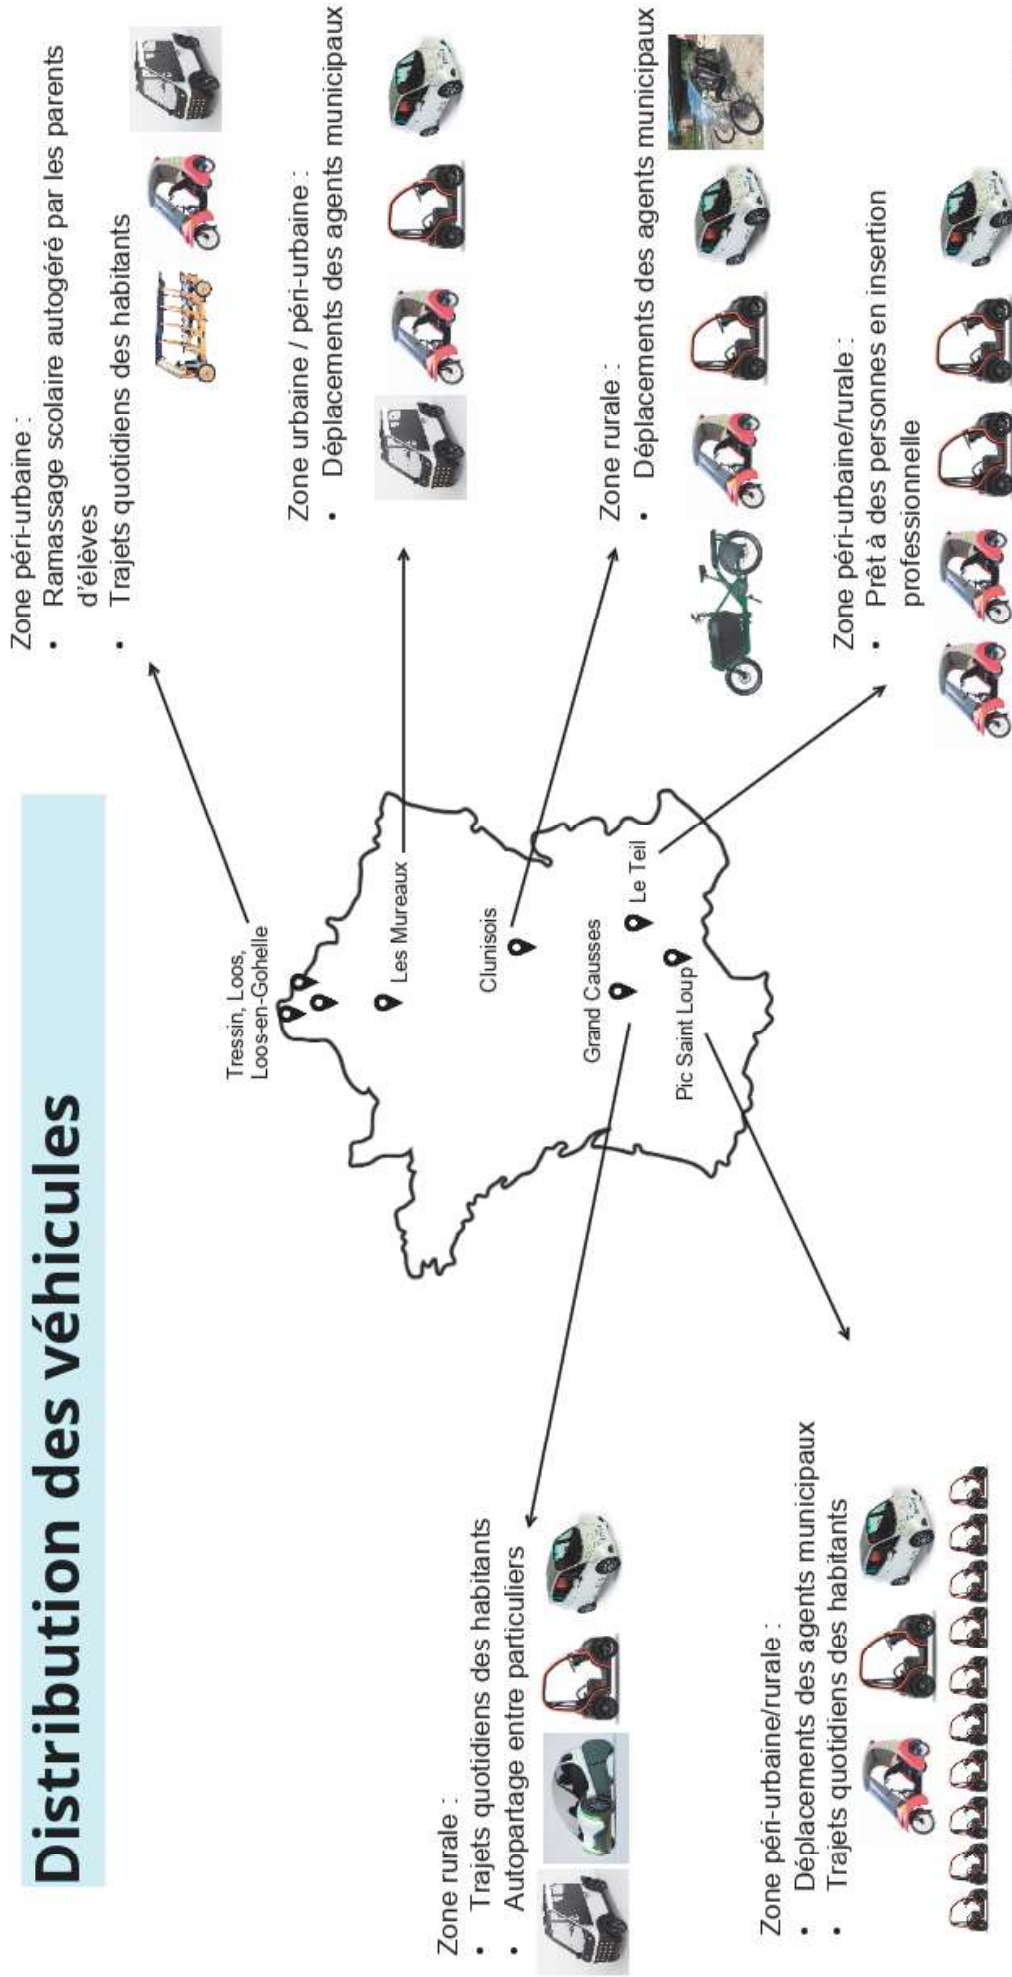 Distribution des véhicules
Zone péri-urbaine :
• Ramassage scolaire autogéré par les parents
d'élèves
• Trajets quotidiens des habitants
Zone urbaine / péri-urbaine :
• Déplacements des agents municipaux
Zone rurale :
• Déplacements des agents municipaux
Zone péri-urbaine/rurale :
• Prêt à des personnes en insertion
professionnelle
Tressin, Loos,
Loos-en-Gohelle
Les Mureaux
Clunisois
Grand Causses
Le Teil
Pic Saint Loup
Zone rurale :
• Trajets quotidiens des habitants
• Autopartage entre particuliers
Zone péri-urbaine/rurale :
• Déplacements des agents municipaux
• Trajets quotidiens des habitants